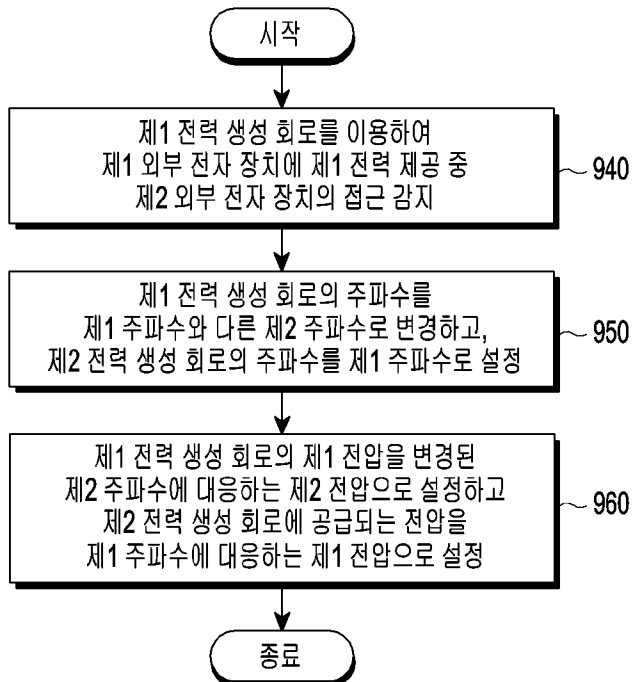 시작
제1 전력 생성 회로를 이용하여
제1 외부 전자 장치에 제1 전력 제공 중
제2 외부 전자 장치의 접근 감지
940
제1 전력 생성 회로의 주파수를
제1 주파수와 다른 제2 주파수로 변경하고,
제2 전력 생성 회로의 주파수를 제1 주파수로 설정
950
제1 전력 생성 회로의 제1 전압을 변경된
제2 주파수에 대응하는 제2 전압으로 설정하고
제2 전력 생성 회로에 공급되는 전압을
제1 주파수에 대응하는 제1 전압으로 설정
960
종료